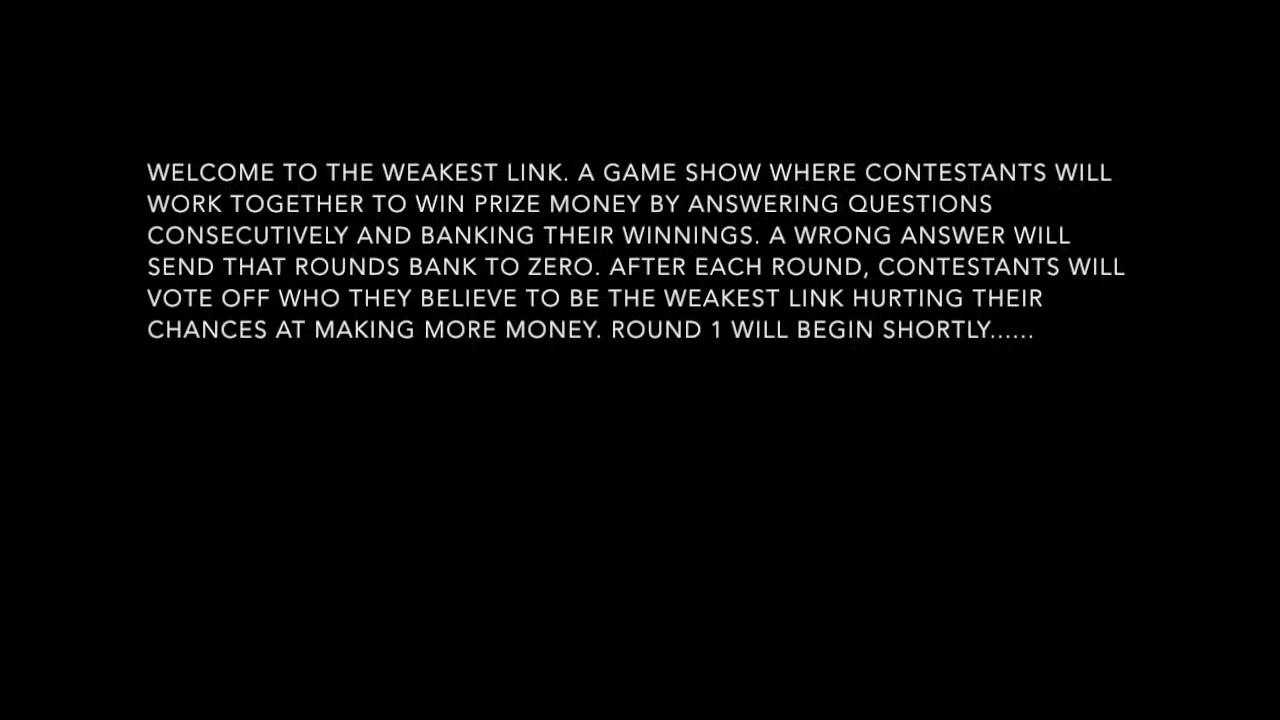 WELCOME TO THE WEAKEST LINK. A GAME SHOW WHERE CONTESTANTS WILL
WORK TOGETHER TO WIN PRIZE MONEY BY ANSWERING QUESTIONS
CONSECUTIVELY AND BANKING THEIR WINNINGS. A WRONG ANSWER WILL
SEND THAT ROUNDS BANK TO ZERO. AFTER EACH ROUND, CONTESTANTS WILL
VOTE OFF WHO THEY BELIEVE TO BE THE WEAKEST LINK HURTING THEIR
CHANCES AT MAKING MORE MONEY. ROUND 1 WILL BEGIN SHORTLY......